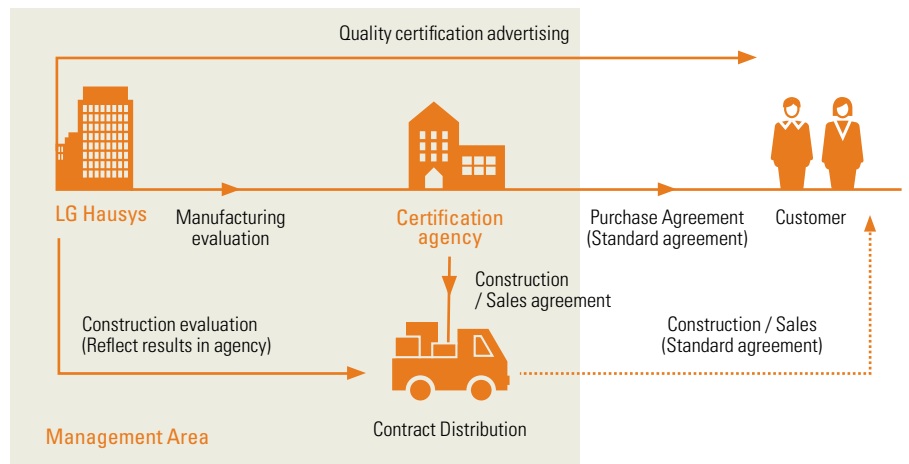 Quality certification advertising
LG Hausys
Manufacturing
evaluation
Certification
agency
Purchase Agreement
(Standard agreement)
Customer
Construction
/ Sales agreement
Construction evaluation
(Reflect results in agency)
Construction / Sales
(Standard agreement)
Contract Distribution
Management Area